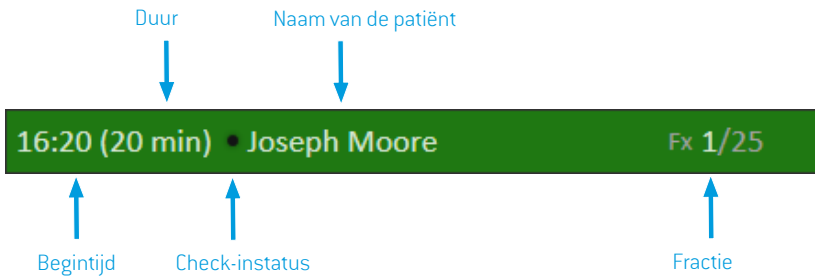 Duur Naam van de patiënt
16:20 (20 min) • Joseph Moore Fx 1/25
Begintijd Check-instatus Fractie